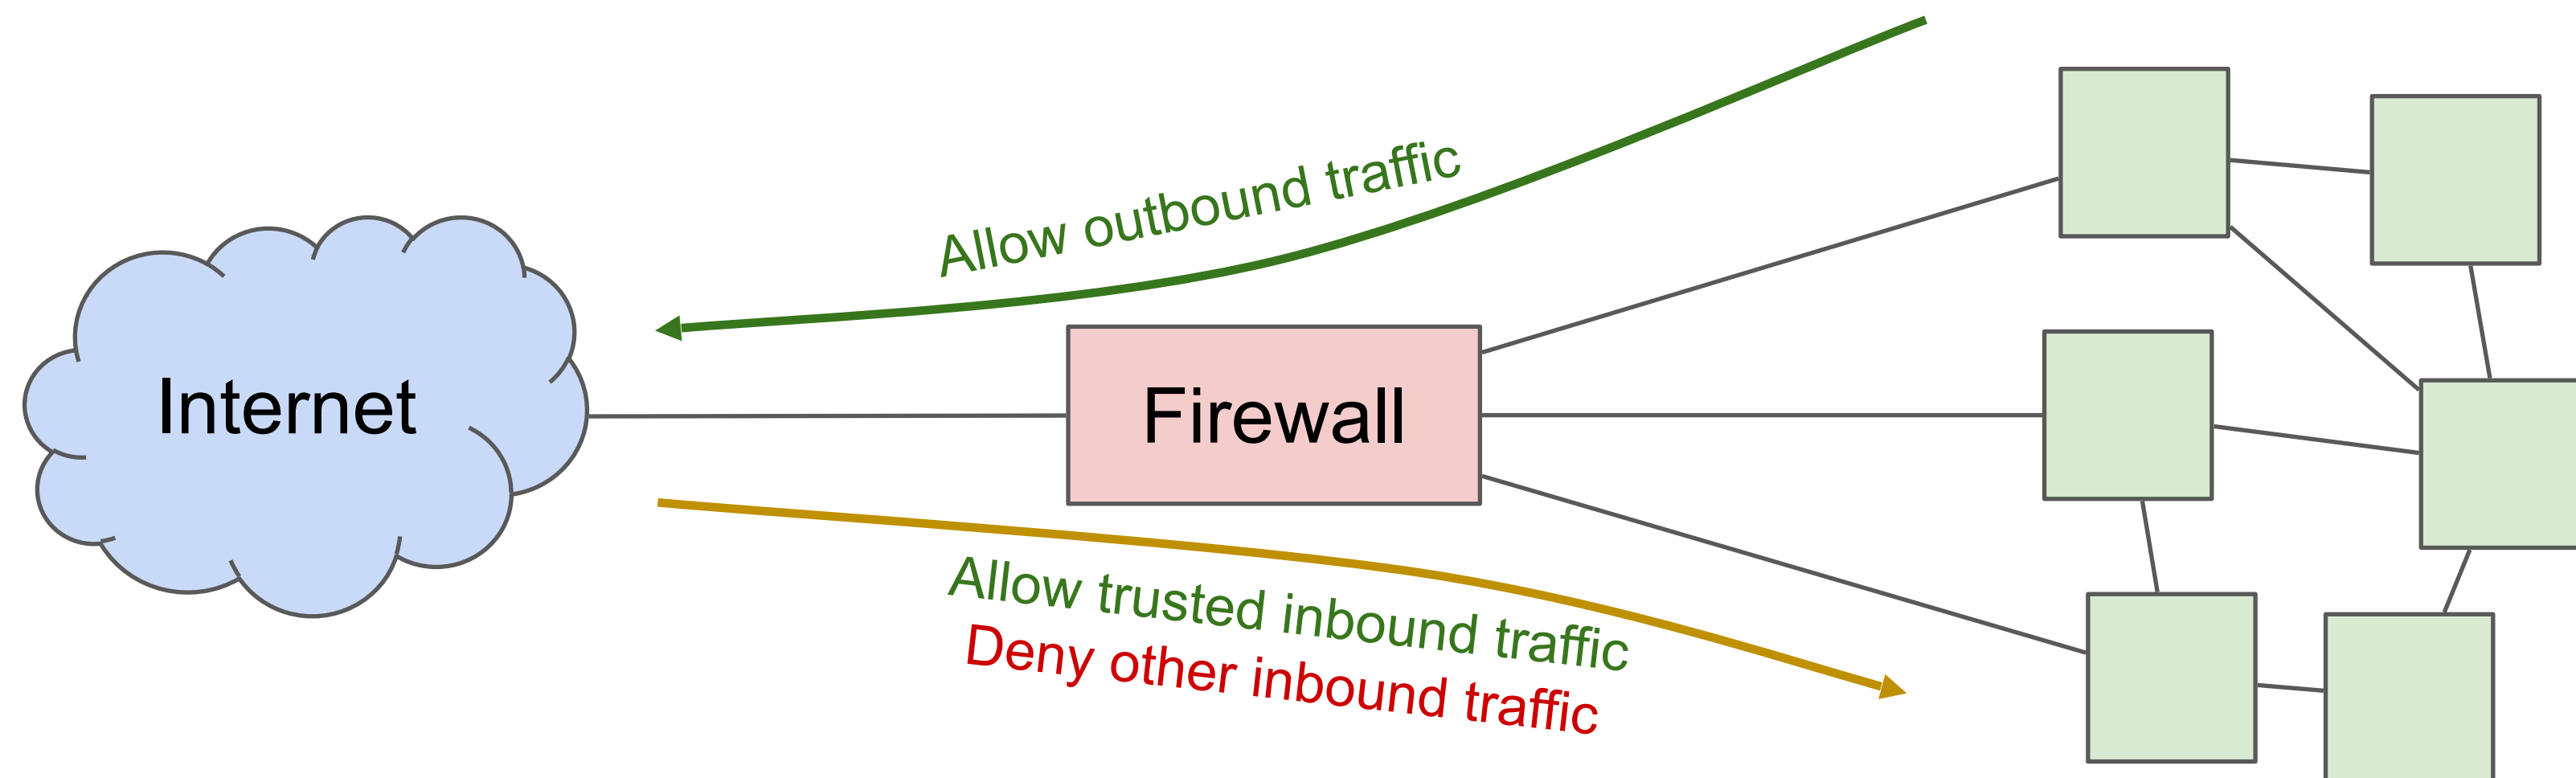 Allow outbound traffic
Internet
Firewall
Allow trusted inbound traffic
Deny other inbound traffic